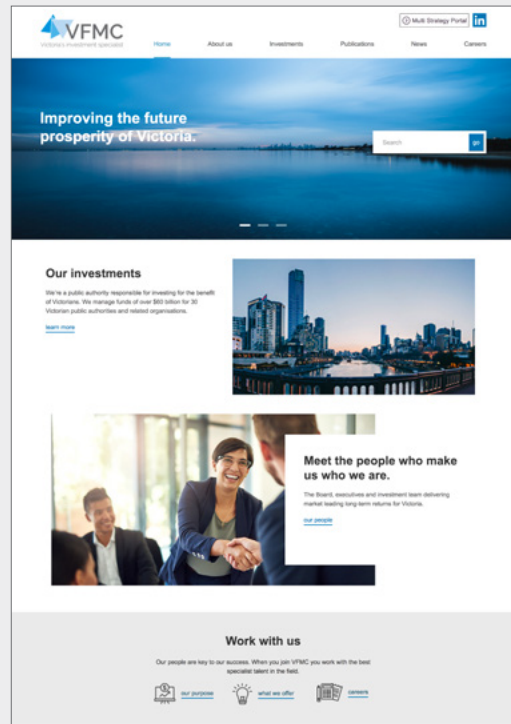 VFMC
Victoria's investment specialist
Multi Strategy Portal
in
Home About us Investments Publications News Careers
Improving the future
prosperity of Victoria.
Search go
Our investments
We're a public authority responsible for investing for the benefit
of Victorians. We manage funds of over $60 billion for 30
Victorian public authorities and related organisations.
learn more
Meet the people who make
us who we are.
The Board, executives and investment team delivering
market leading long-term returns for Victoria.
our people
Work with us
Our people are key to our success. When you join VFMC you work with the best
specialist talent in the field.
our purpose what we offer careers